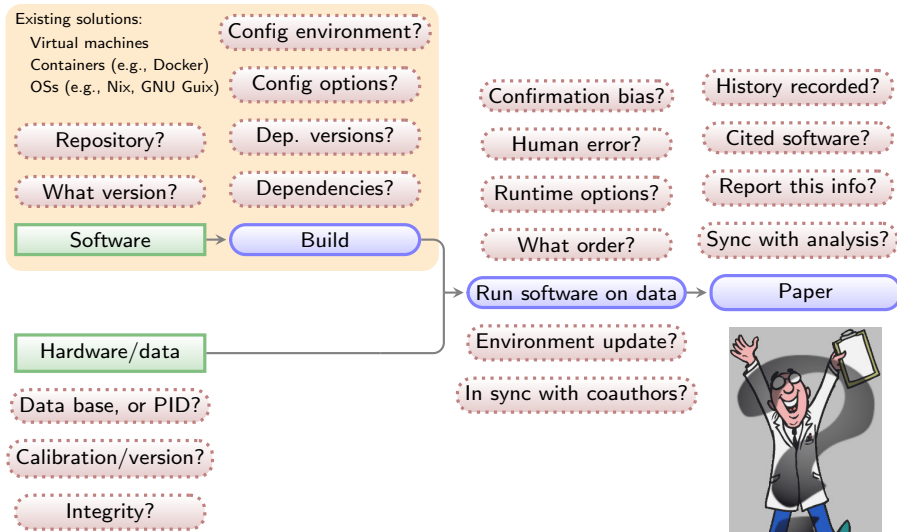 Existing solutions:
Virtual machines
Containers (e.g., Docker)
OSs (e.g., Nix, GNU Guix)
Config environment?
Config options?
Repository?
Dep. versions?
What version?
Dependencies?
Software
Build
Hardware/data
Data base, or PID?
Calibration/version?
Integrity?
Confirmation bias?
Human error?
Runtime options?
What order?
Run software on data
Environment update?
In sync with coauthors?
History recorded?
Cited software?
Report this info?
Sync with analysis?
Paper